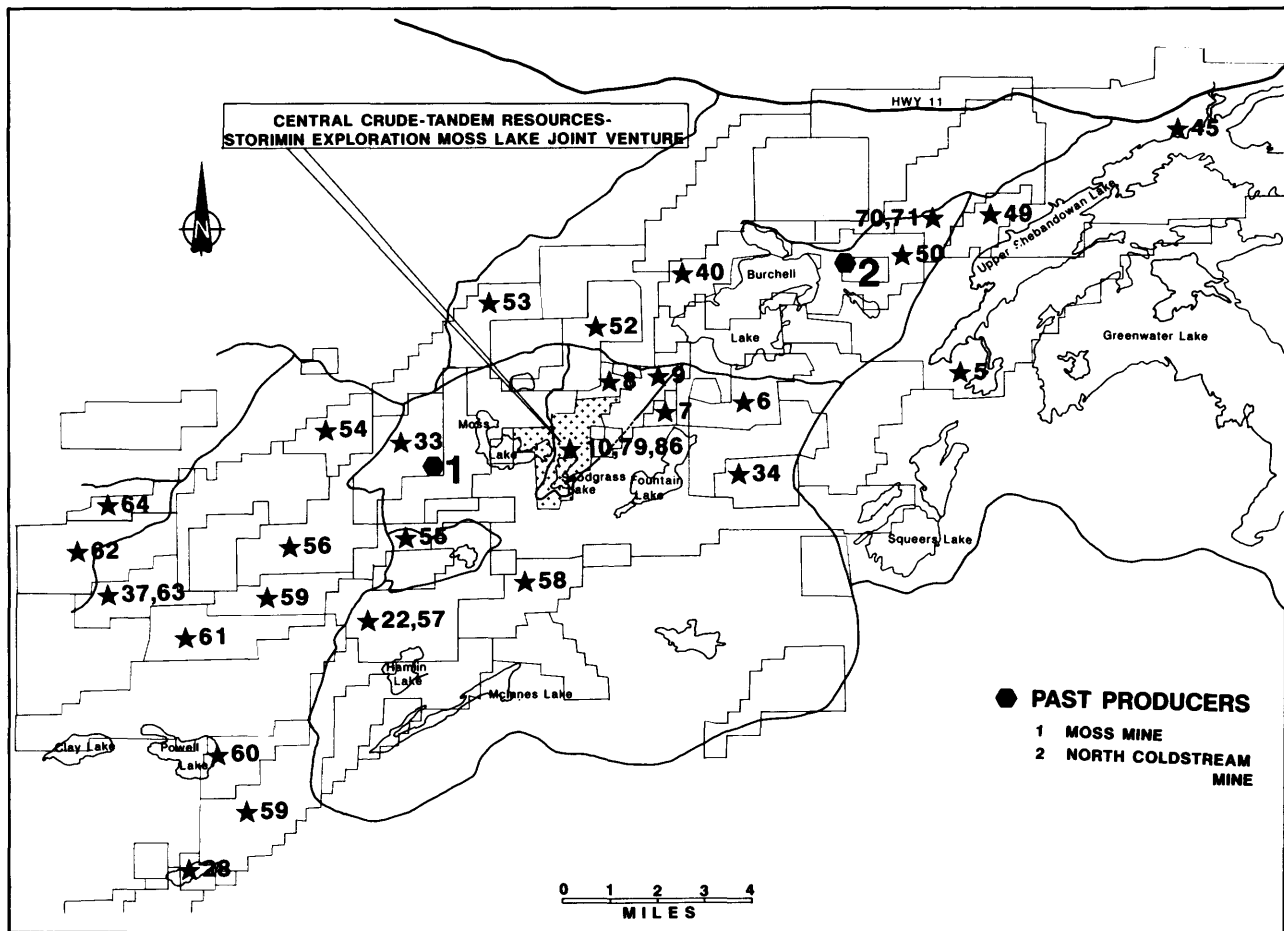 HWY 11
45
CENTRAL CRUDE-TANDEM RESOURCES-
STORIMIN EXPLORATION MOSS LAKE JOINT VENTURE
N
70,71
49
Upper Shebandowan Lake
50
2
40
Burchell
Lake
53
52
Greenwater Lake
8
9
5
7
6
54
33
Moss
Lake
1
10,79,86
34
Snodgrass
Lake
Fountain
Lake
64
62
56
55
Squeers Lake
37,63
59
58
61
22,57
Hamlin
Lake
McInnes Lake
PAST PRODUCERS
1 MOSS MINE
2 NORTH COLDSTREAM
MINE
Clay Lake
Powell
Lake
60
59
28
0 1 2 3 4
MILES